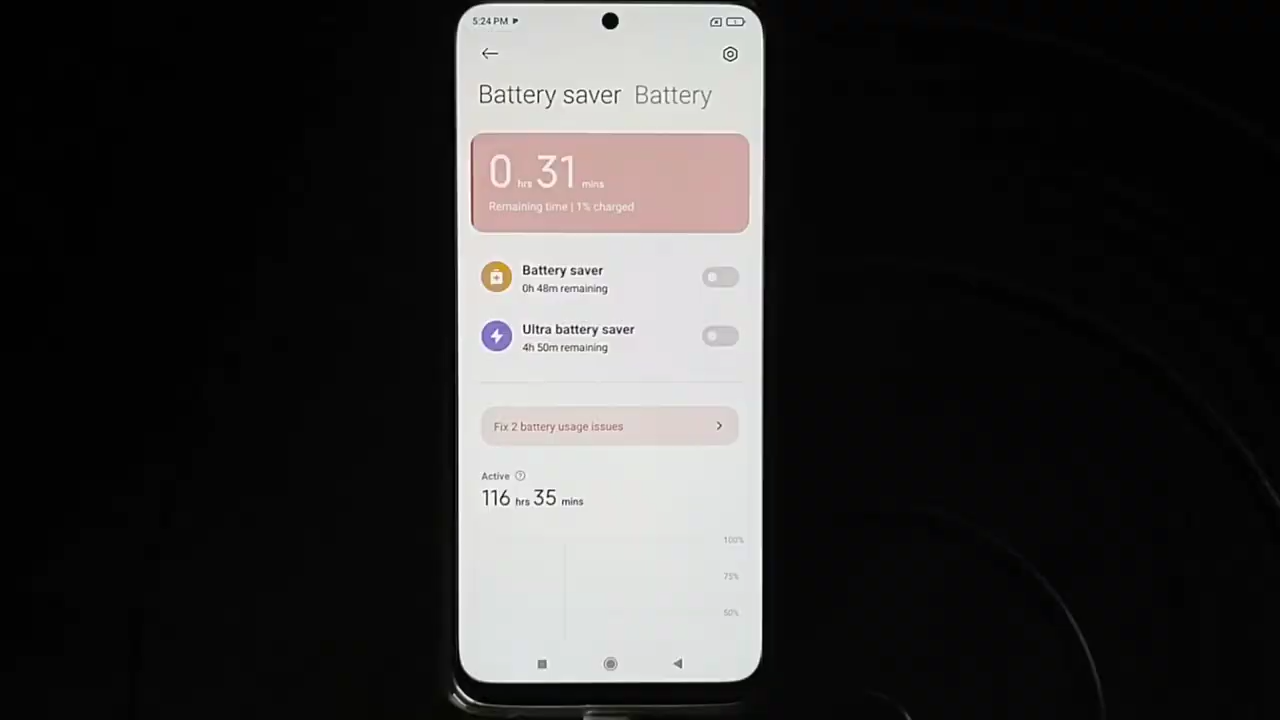 5:24 PM
Battery saver Battery
0 hrs 31 mins
Remaining time | 1% charged
Battery saver
0h 48m remaining
Ultra battery saver
4h 50m remaining
Fix 2 battery usage issues
Active
116 hrs 35 mins
100%
75%
50%